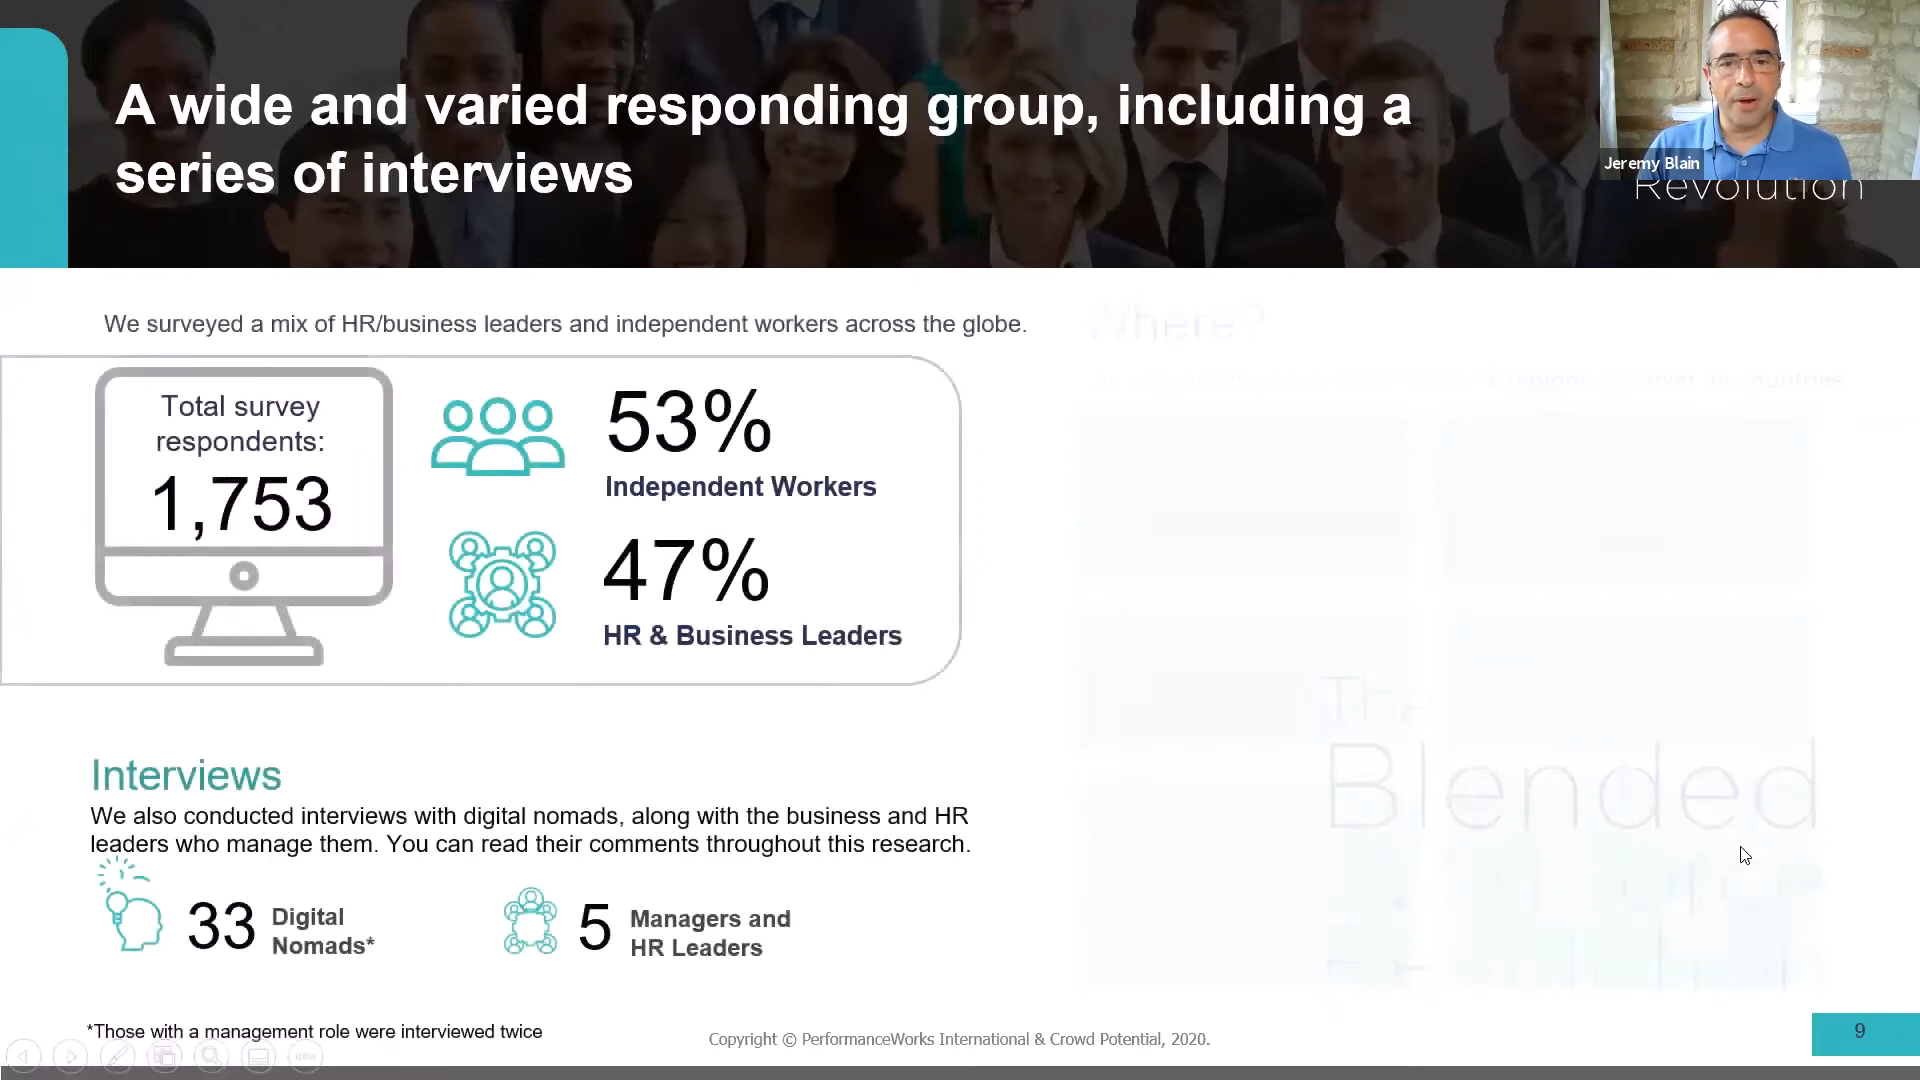 A wide and varied responding group, including a
series of interviews
Jeremy Blain
Revolution
We surveyed a mix of HR/business leaders and independent workers across the globe.
Where?
Total survey
respondents:
1,753
53%
Independent Workers
47%
HR & Business Leaders
The
Blended
Interviews
We also conducted interviews with digital nomads, along with the business and HR
leaders who manage them. You can read their comments throughout this research.
33
Digital
Nomads*
5
Managers and
HR Leaders
*Those with a management role were interviewed twice
Copyright © PerformanceWorks International & Crowd Potential, 2020.
9